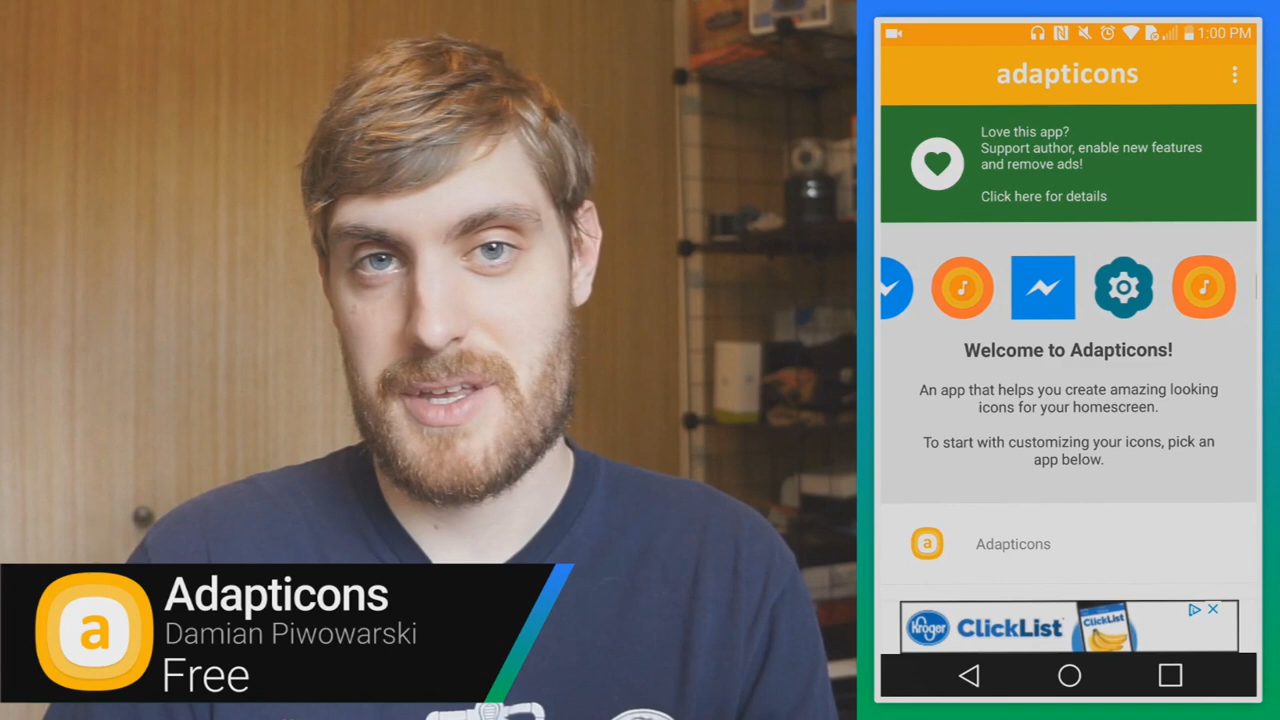 1:00 PM
adapticons
Love this app?
Support author, enable new features
and remove ads!
Click here for details
Welcome to Adapticons!
An app that helps you create amazing looking
icons for your homescreen.
To start with customizing your icons, pick an
app below.
a
Adapticons
Kroger
ClickList
ClickList
a
Adapticons
Damian Piwowarski
Free